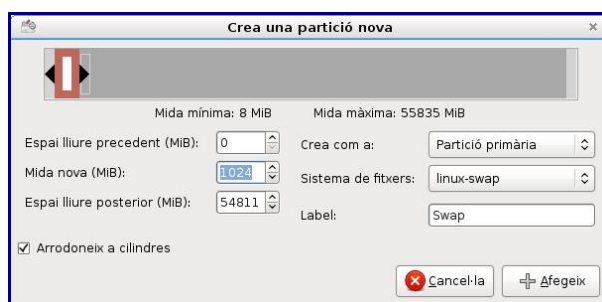 Crea una partició nova
Mida mínima: 8 MiB Mida màxima: 55835 MiB
Espai lliure precedent (MiB): 0 Crea com a: Partició primària
Mida nova (MiB): 1024 Sistema de fitxers: linux-swap
Espai lliure posterior (MiB): 54811 Label: Swap
Arrodoneix a cilindres
Cancel·la Afegeix